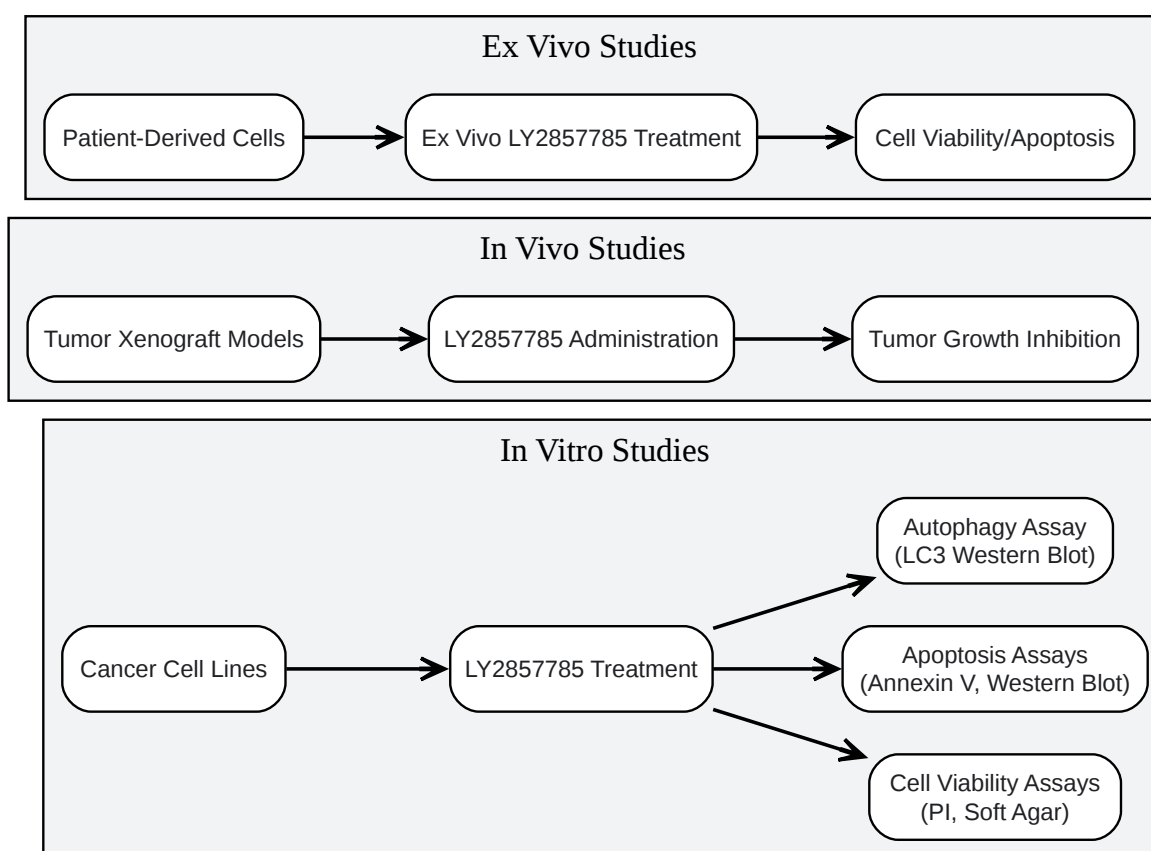 Ex Vivo Studies
Patient-Derived Cells
Ex Vivo LY2857785 Treatment
Cell Viability/Apoptosis
In Vivo Studies
Tumor Xenograft Models
LY2857785 Administration
Tumor Growth Inhibition
In Vitro Studies
Cancer Cell Lines
LY2857785 Treatment
Autophagy Assay
(LC3 Western Blot)
Apoptosis Assays
(Annexin V, Western Blot)
Cell Viability Assays
(PI, Soft Agar)